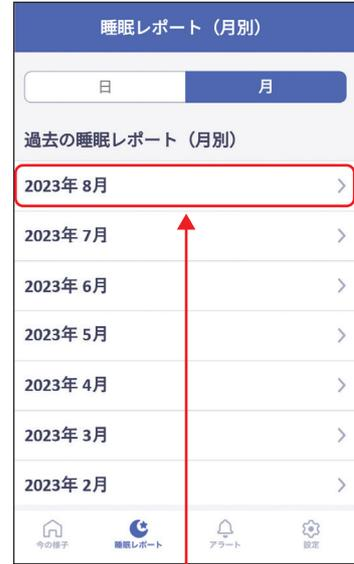 睡眠レポート（月別）
日 月
過去の睡眠レポート（月別）
2023年 8月
2023年 7月
2023年 6月
2023年 5月
2023年 4月
2023年 3月
2023年 2月
今の様子 睡眠レポート アラート 設定